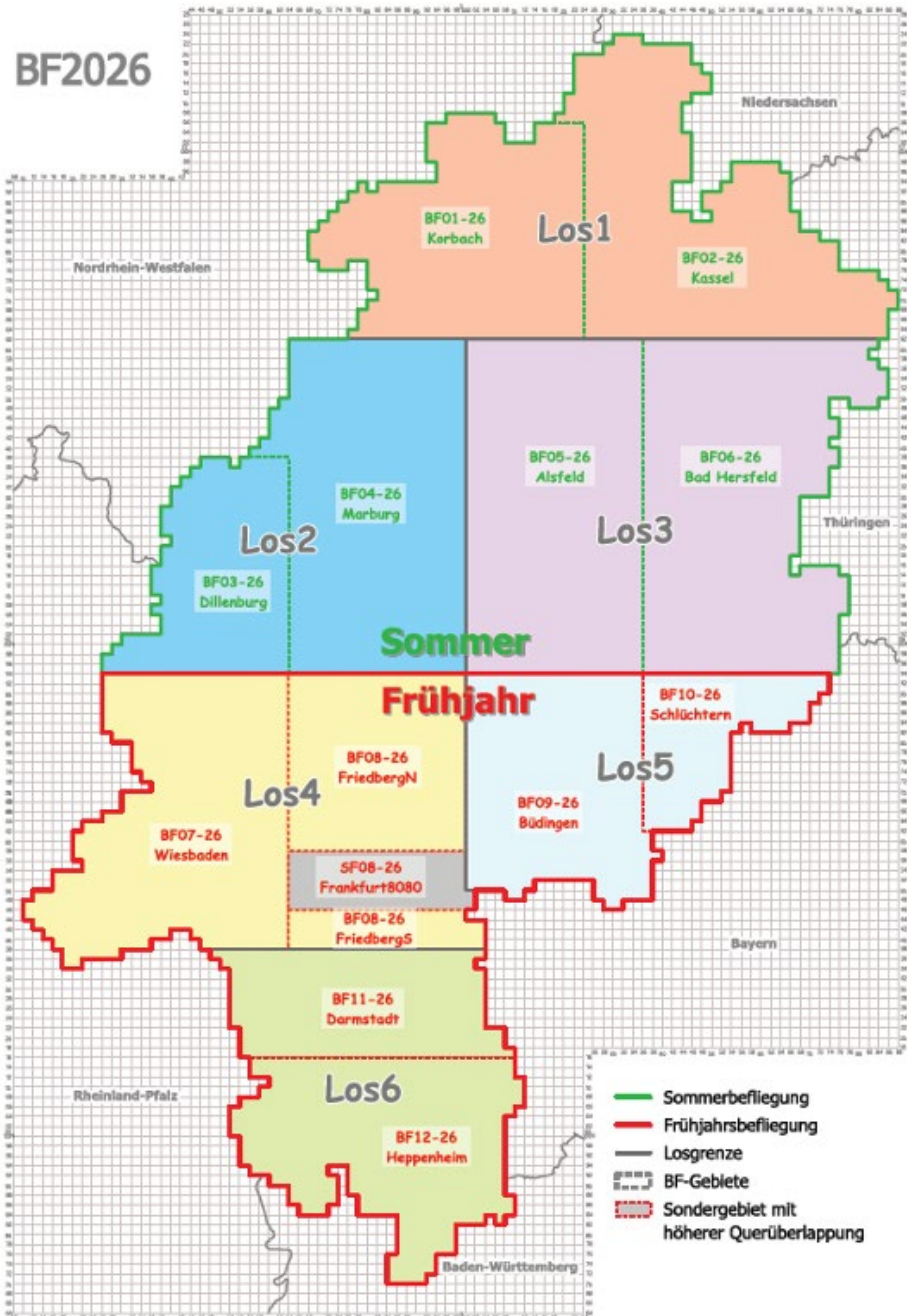 BF2026
Niedersachsen
BF01-26
Korbach
Los1
BF02-26
Kassel
Nordrhein-Westfalen
BF05-26
Alsfeld
BF06-26
Bad Hersfeld
BF04-26
Marburg
Los2
Los3
Thüringen
BF03-26
Dillenburg
Sommer
Frühjahr
BF10-26
Schlüchtern
BF08-26
FriedbergN
Los4
Los5
BF09-26
Büdingen
BF07-26
Wiesbaden
SF08-26
Frankfurt8080
BF08-26
FriedbergS
Bayern
BF11-26
Darmstadt
Rheinland-Pfalz
Los6
BF12-26
Heppenheim
Baden-Württemberg
Sommerbefliegung
Frühjahrsbefliegung
Losgrenze
BF-Gebiete
Sondergebiet mit
höherer Querüberlappung